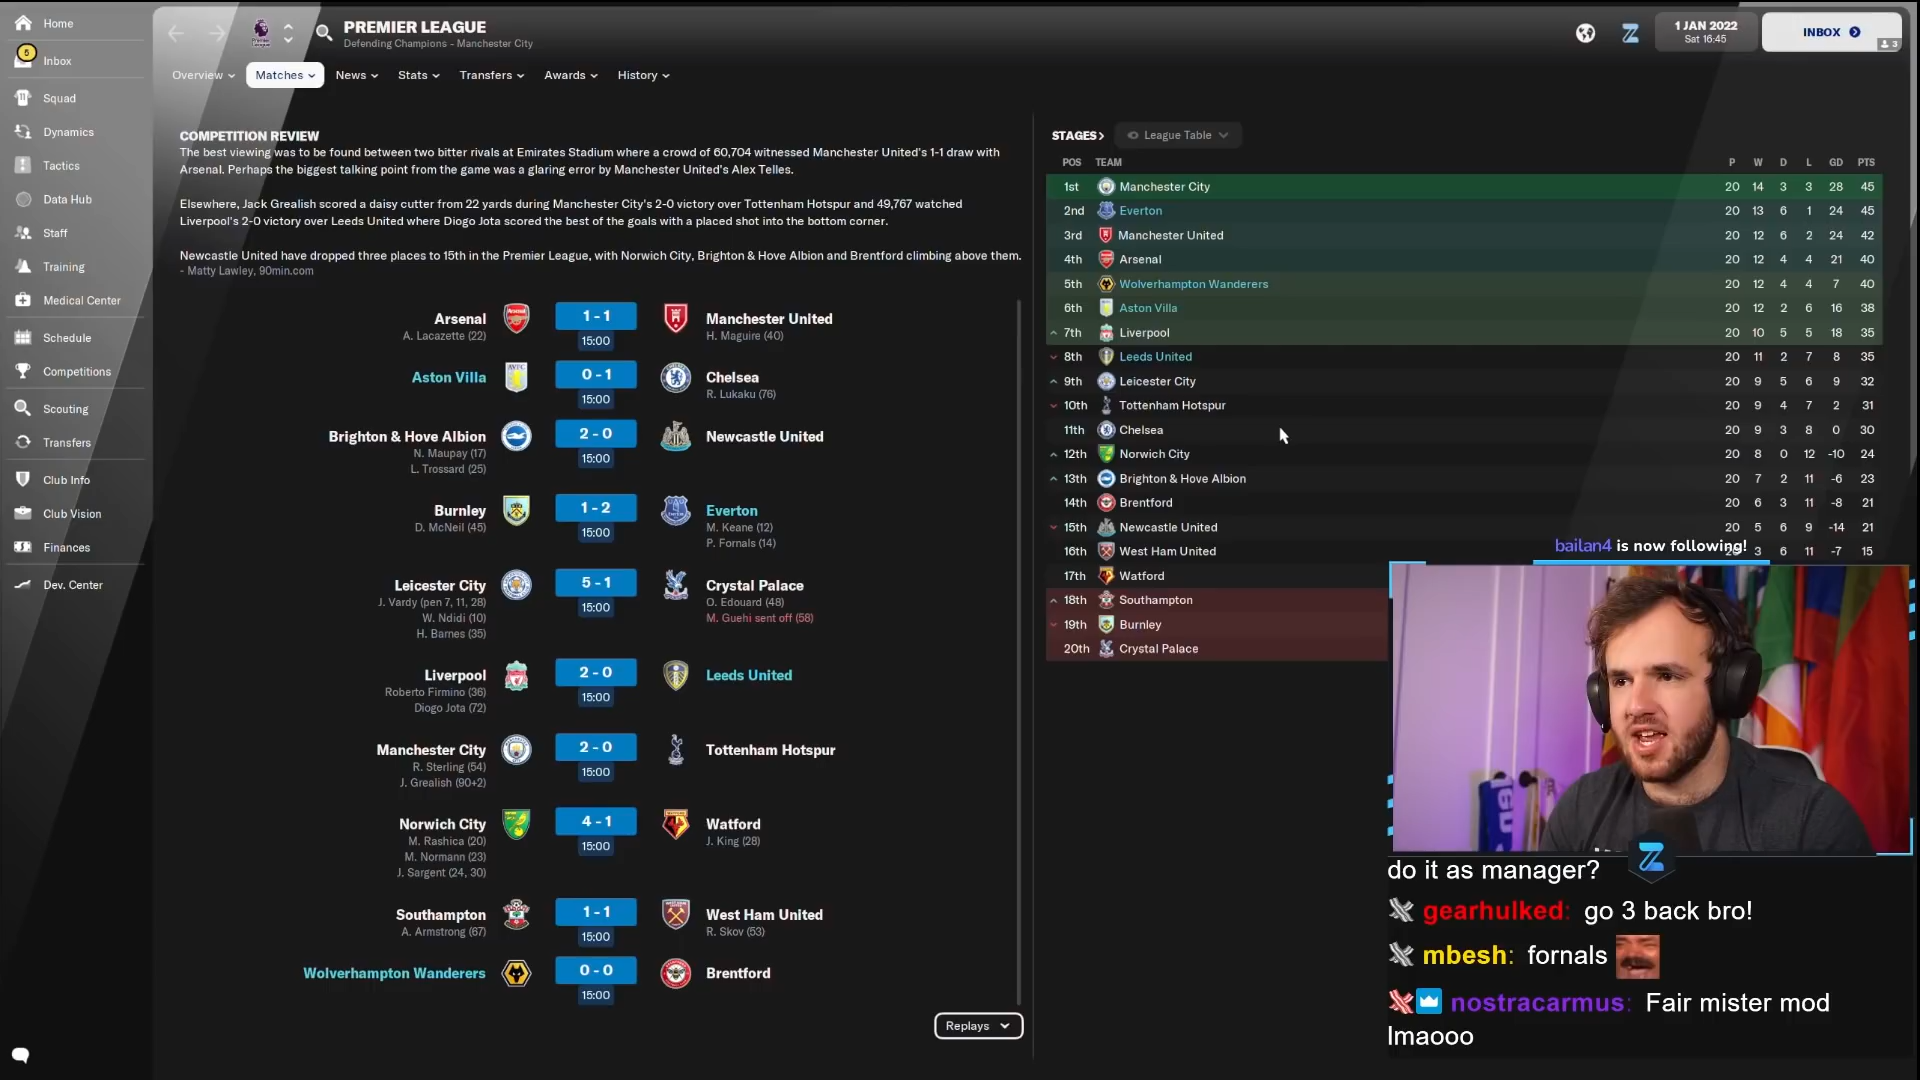 Home
PREMIER LEAGUE
Defending Champions - Manchester City
1 JAN 2022
Sat 16:45
INBOX
3
5
Inbox
Overview
Matches
News
Stats
Transfers
Awards
History
Squad
Dynamics
Tactics
Data Hub
Staff
Training
Medical Center
Schedule
Competitions
Scouting
Transfers
Club Info
Club Vision
Finances
Dev. Center
COMPETITION REVIEW
The best viewing was to be found between two bitter rivals at Emirates Stadium where a crowd of 60,704 witnessed Manchester United's 1-1 draw with
Arsenal. Perhaps the biggest talking point from the game was a glaring error by Manchester United's Alex Telles.
Elsewhere, Jack Grealish scored a daisy cutter from 22 yards during Manchester City's 2-0 victory over Tottenham Hotspur and 49,767 watched
Liverpool's 2-0 victory over Leeds United where Diogo Jota scored the best of the goals with a placed shot into the bottom corner.
Newcastle United have dropped three places to 15th in the Premier League, with Norwich City, Brighton & Hove Albion and Brentford climbing above them.
- Matty Lawley, 90min.com
Arsenal 1 - 1 Manchester United
A. Lacazette (22) 15:00 H. Maguire (40)
Aston Villa 0 - 1 Chelsea
15:00 R. Lukaku (76)
Brighton & Hove Albion 2 - 0 Newcastle United
N. Maupay (17) 15:00
L. Trossard (25)
Burnley 1 - 2 Everton
D. McNeil (45) 15:00 M. Keane (12)
P. Fornals (14)
Leicester City 5 - 1 Crystal Palace
J. Vardy (pen 7, 11, 28) 15:00 O. Edouard (48)
W. Ndidi (10) M. Guehi sent off (58)
H. Barnes (35)
Liverpool 2 - 0 Leeds United
Roberto Firmino (36) 15:00
Diogo Jota (72)
Manchester City 2 - 0 Tottenham Hotspur
R. Sterling (54) 15:00
J. Grealish (90+2)
Norwich City 4 - 1 Watford
M. Rashica (20) 15:00 J. King (28)
M. Normann (23)
J. Sargent (24, 30)
Southampton 1 - 1 West Ham United
A. Armstrong (67) 15:00 R. Skov (53)
Wolverhampton Wanderers 0 - 0 Brentford
15:00
Replays
STAGES> League Table
POS TEAM P W D L GD PTS
1st Manchester City 20 14 3 3 28 45
2nd Everton 20 13 6 1 24 45
3rd Manchester United 20 12 6 2 24 42
4th Arsenal 20 12 4 4 21 40
5th Wolverhampton Wanderers 20 12 4 4 7 40
6th Aston Villa 20 12 2 6 16 38
7th Liverpool 20 10 5 5 18 35
8th Leeds United 20 11 2 7 8 35
9th Leicester City 20 9 5 6 9 32
10th Tottenham Hotspur 20 9 4 7 2 31
11th Chelsea 20 9 3 8 0 30
12th Norwich City 20 8 0 12 -10 24
13th Brighton & Hove Albion 20 7 2 11 -6 23
14th Brentford 20 6 3 11 -8 21
15th Newcastle United 20 5 6 9 -14 21
bailan4 is now following!
16th West Ham United 3 6 11 -7 15
17th Watford
18th Southampton
19th Burnley
20th Crystal Palace
do it as manager?
gearhulked: go 3 back bro!
mbesh: fornals
nostracarmus: Fair mister mod
lmaooo